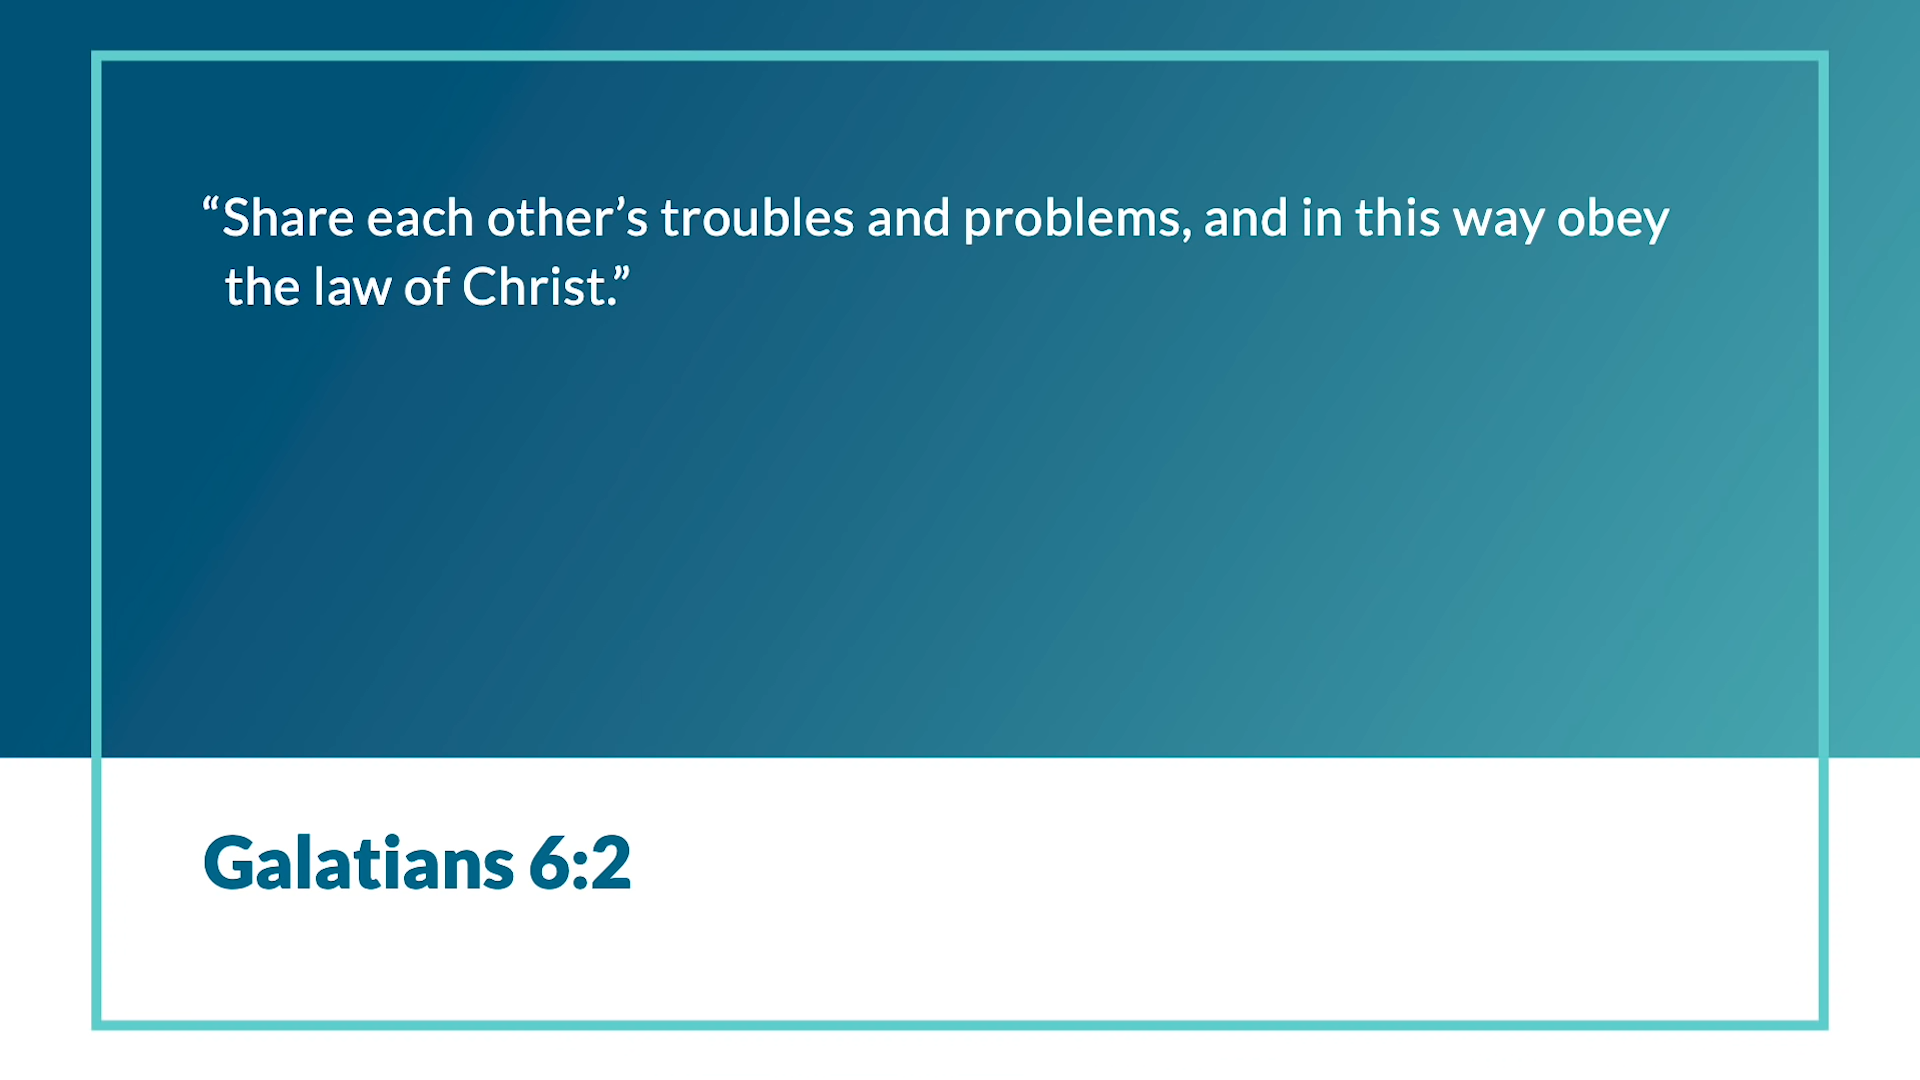 “Share each other’s troubles and problems, and in this way obey
the law of Christ.”
Galatians 6:2